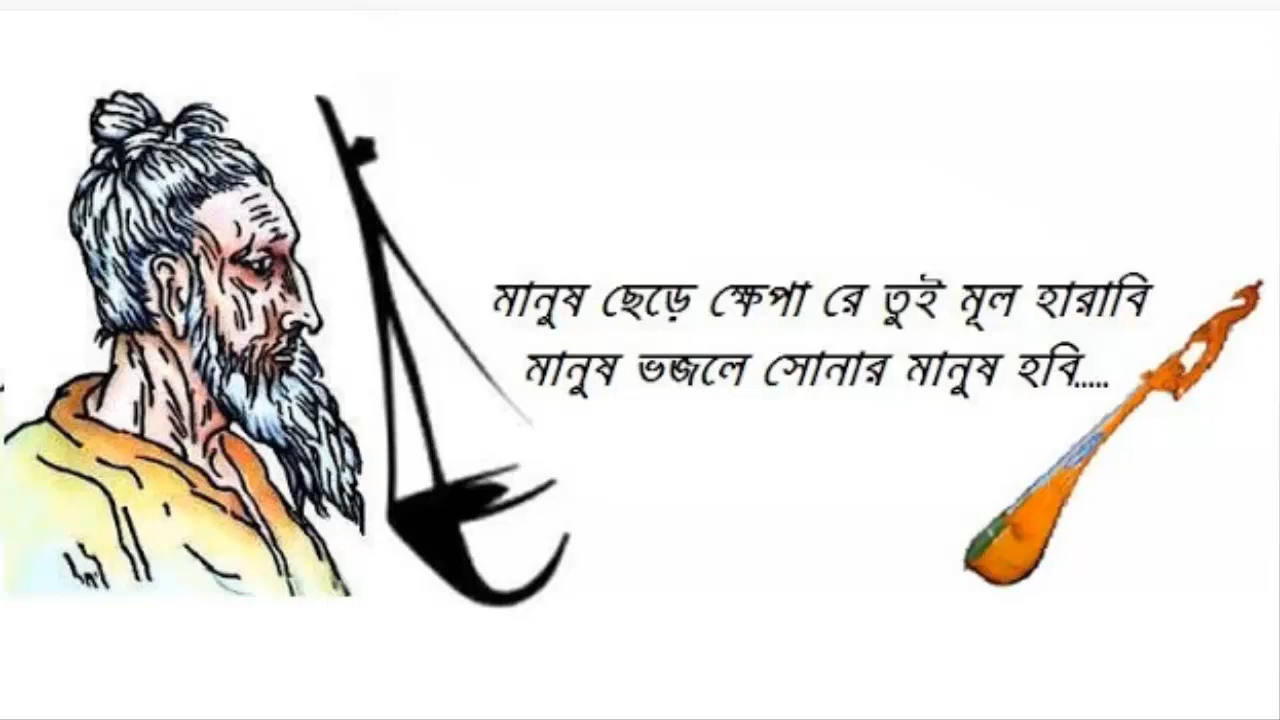 মানুষ ছেড়ে ক্ষেপা রে তুই মূল হারাবি
মানুষ ভজলে সোনার মানুষ হবি.....